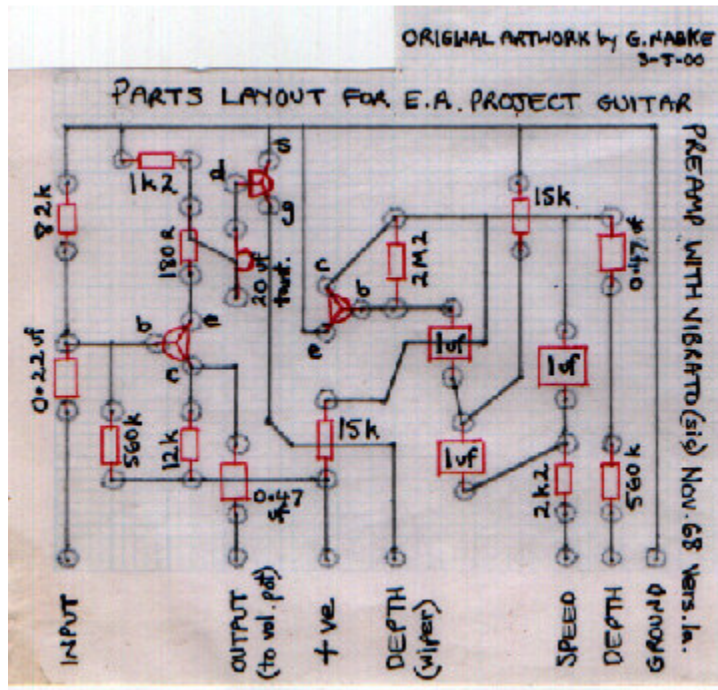 ORIGINAL ARTWORK by G. NABKE
3-5-00
PARTS LAYOUT FOR E.A. PROJECT GUITAR
PREAMP WITH VIBRATO (sic) Nov. 68 Vers. 1a.
82k
1k2
180R
20uf
tant.
d
s
g
15k
2M2
0.47uf
c
b
e
b
e
c
0.22uf
1uf
1uf
1uf
560k
12k
0.47
uf
15k
2k2
560k
INPUT
OUTPUT
(to vol. pot)
+ve
DEPTH
(wiper)
SPEED
DEPTH
GROUND